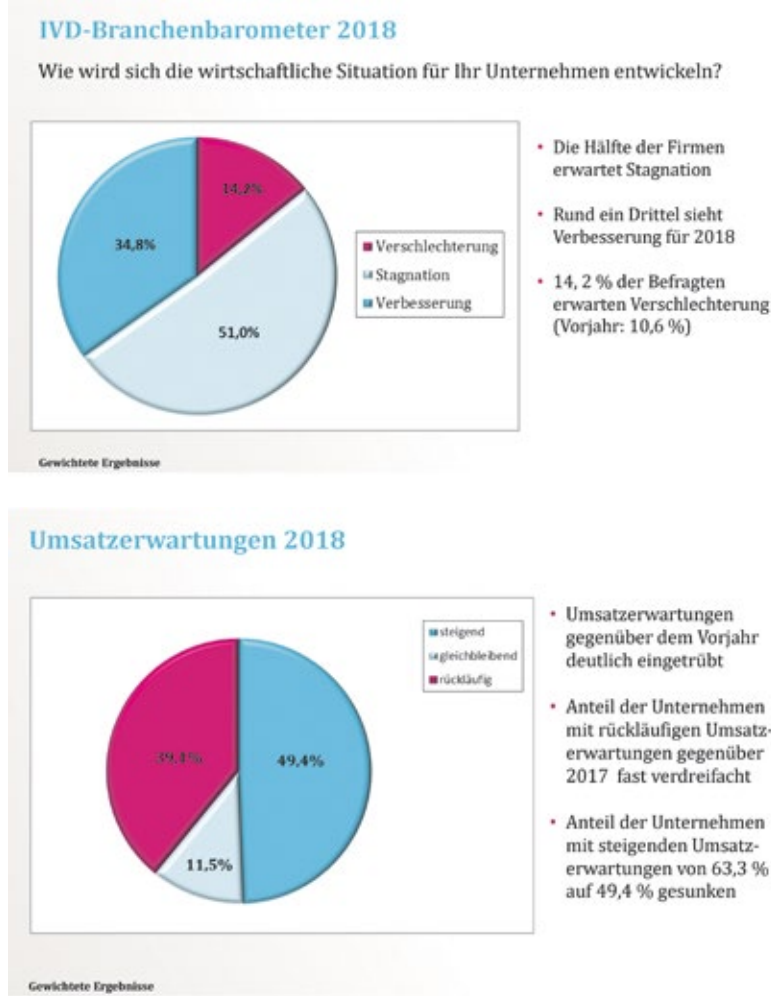 IVD-Branchenbarometer 2018
Wie wird sich die wirtschaftliche Situation für Ihr Unternehmen entwickeln?
14,2%
34,8%
51,0%
Verschlechterung
Stagnation
Verbesserung
• Die Hälfte der Firmen
erwartet Stagnation
• Rund ein Drittel sieht
Verbesserung für 2018
• 14, 2 % der Befragten
erwarten Verschlechterung
(Vorjahr: 10,6 %)
Gewichtete Ergebnisse
Umsatzerwartungen 2018
steigend
gleichbleibend
rückläufig
39,1%
49,4%
11,5%
• Umsatzerwartungen
gegenüber dem Vorjahr
deutlich eingetrübt
• Anteil der Unternehmen
mit rückläufigen Umsatz-
erwartungen gegenüber
2017 fast verdreifacht
• Anteil der Unternehmen
mit steigenden Umsatz-
erwartungen von 63,3 %
auf 49,4 % gesunken
Gewichtete Ergebnisse